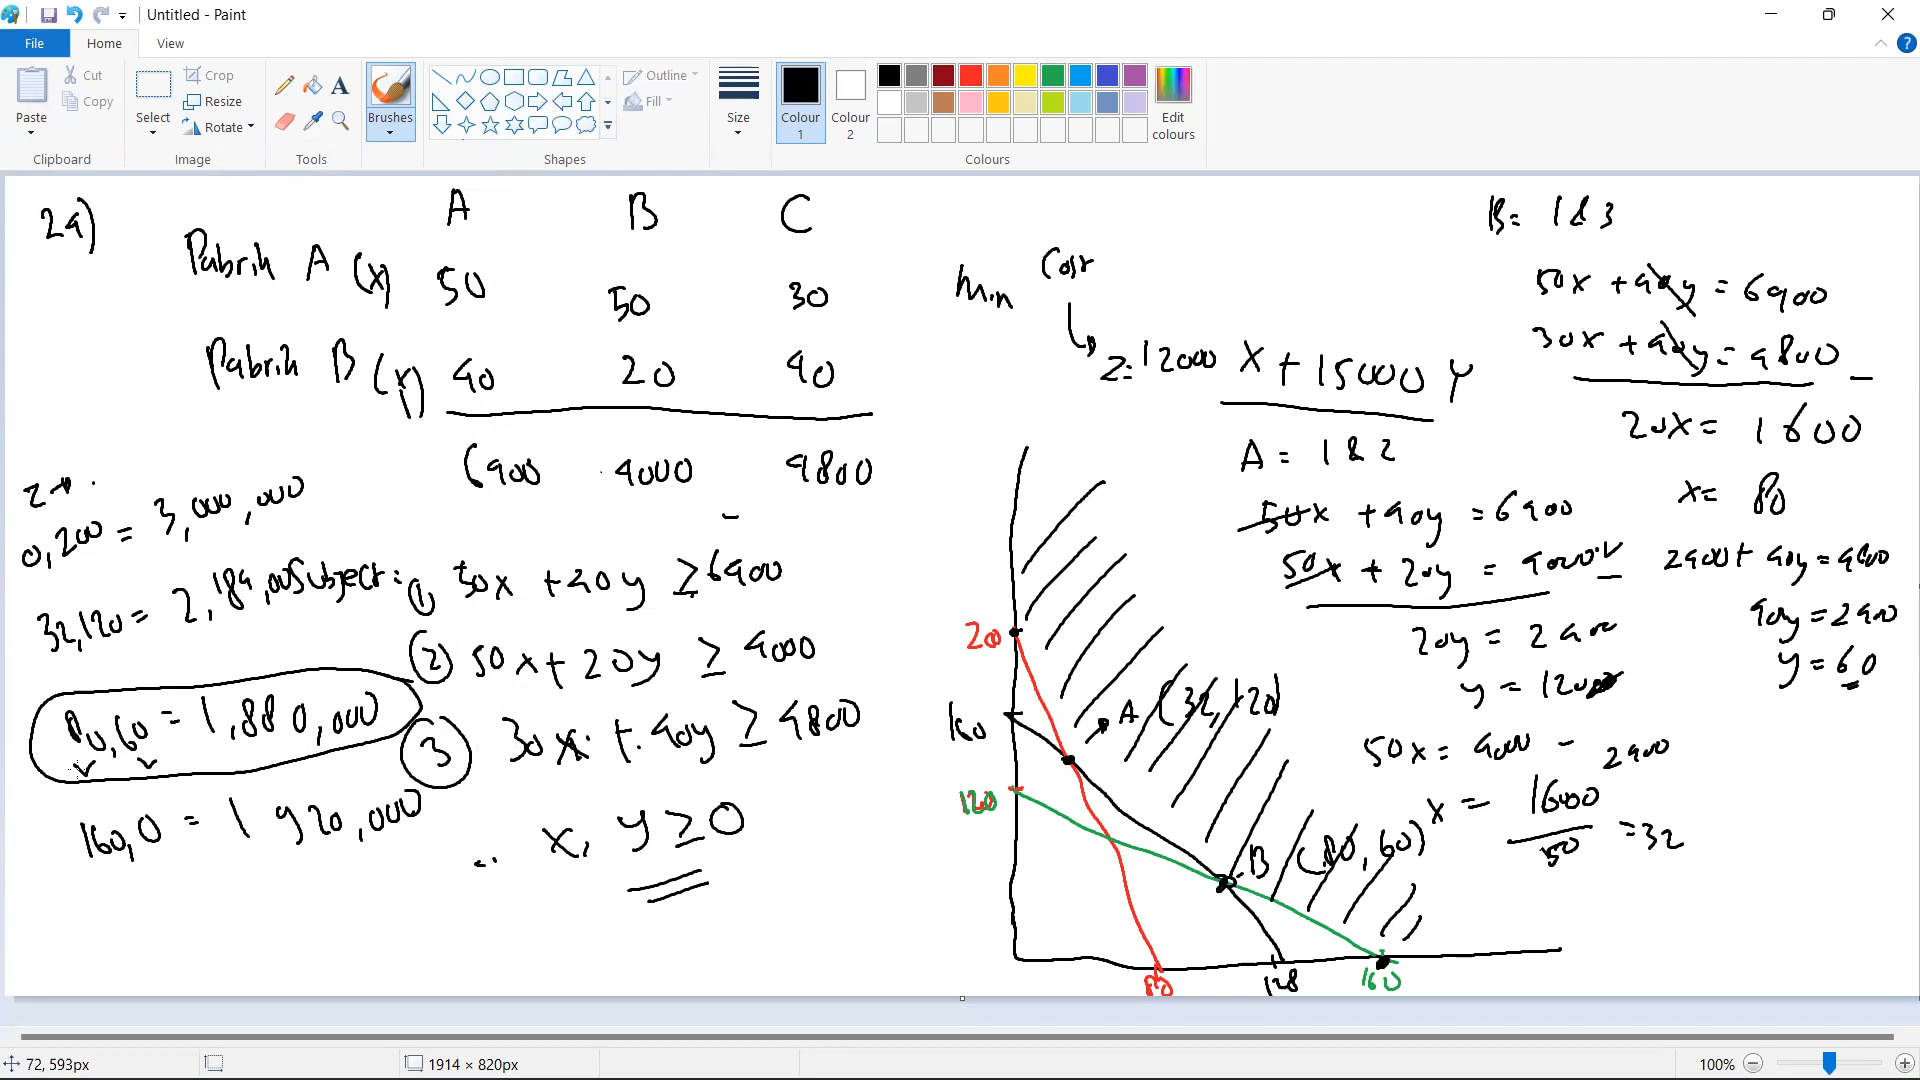 Untitled - Paint
File Home View
Paste
Cut
Copy
Clipboard
Select
Crop
Resize
Rotate
Image
Tools
Brushes
Shapes
Outline
Fill
Size
Colour 1
Colour 2
Edit colours
Colours
2a)
A B C
Pabrik A (x) 50 50 30
Pabrik B (y) 40 20 40
6400 4000 4800
Z →
0,200 = 3,000,000
32,120 = 2,184,00
80,60 = 1,880,000
160,0 = 1 920,000
Subject:
① 50x + 40y ≥ 6400
② 50x + 20y ≥ 4000
③ 30x + 40y ≥ 4800
x, y ≥ 0
Min
Cost
Z = 12000 X + 15000 Y
A = 1 & 2
50x + 40y = 6400
50x + 20y = 4000
20y = 2400
y = 120
50x = 4000 - 2400
x = 1600
50
= 32
B = 1 & 3
50x + 40y = 6400
30x + 40y = 4800
20x = 1600
x = 80
2400 + 40y = 4800
40y = 2400
y = 60
200
160
120
A (32, 120)
B (80, 60)
80
128
160
72, 593px
1914 × 820px
100%